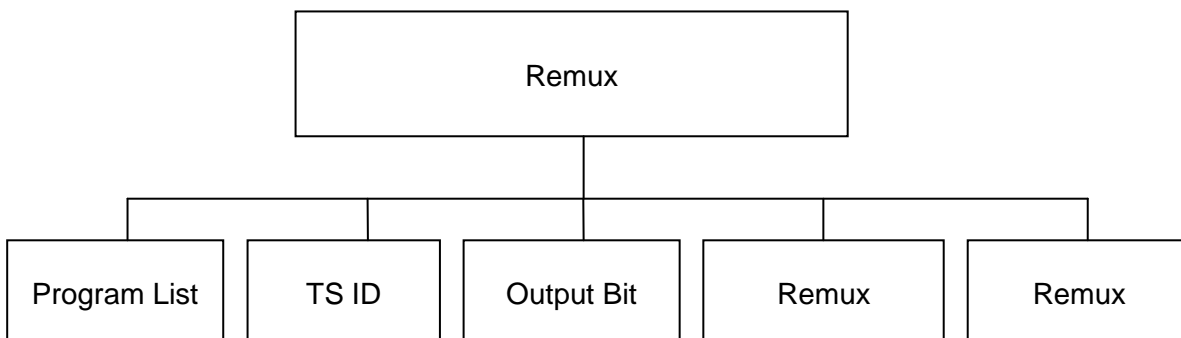 Remux
Program List
TS ID
Output Bit
Remux
Remux